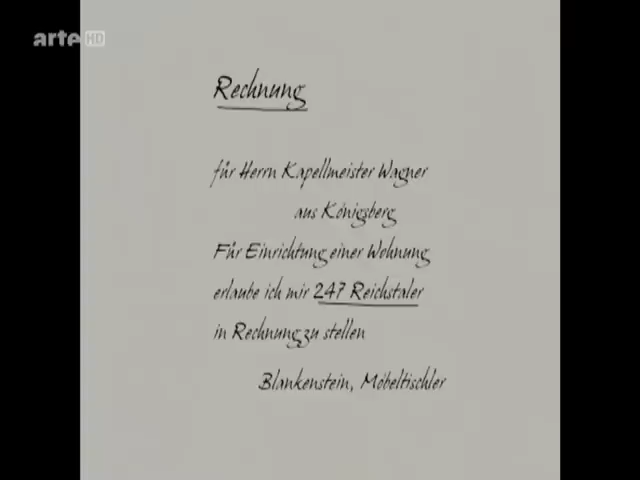 arte HD
Rechnung
für Herrn Kapellmeister Wagner
aus Königsberg
Für Einrichtung einer Wohnung
erlaube ich mir 247 Reichstaler
in Rechnung zu stellen
Blankenstein, Möbeltischler